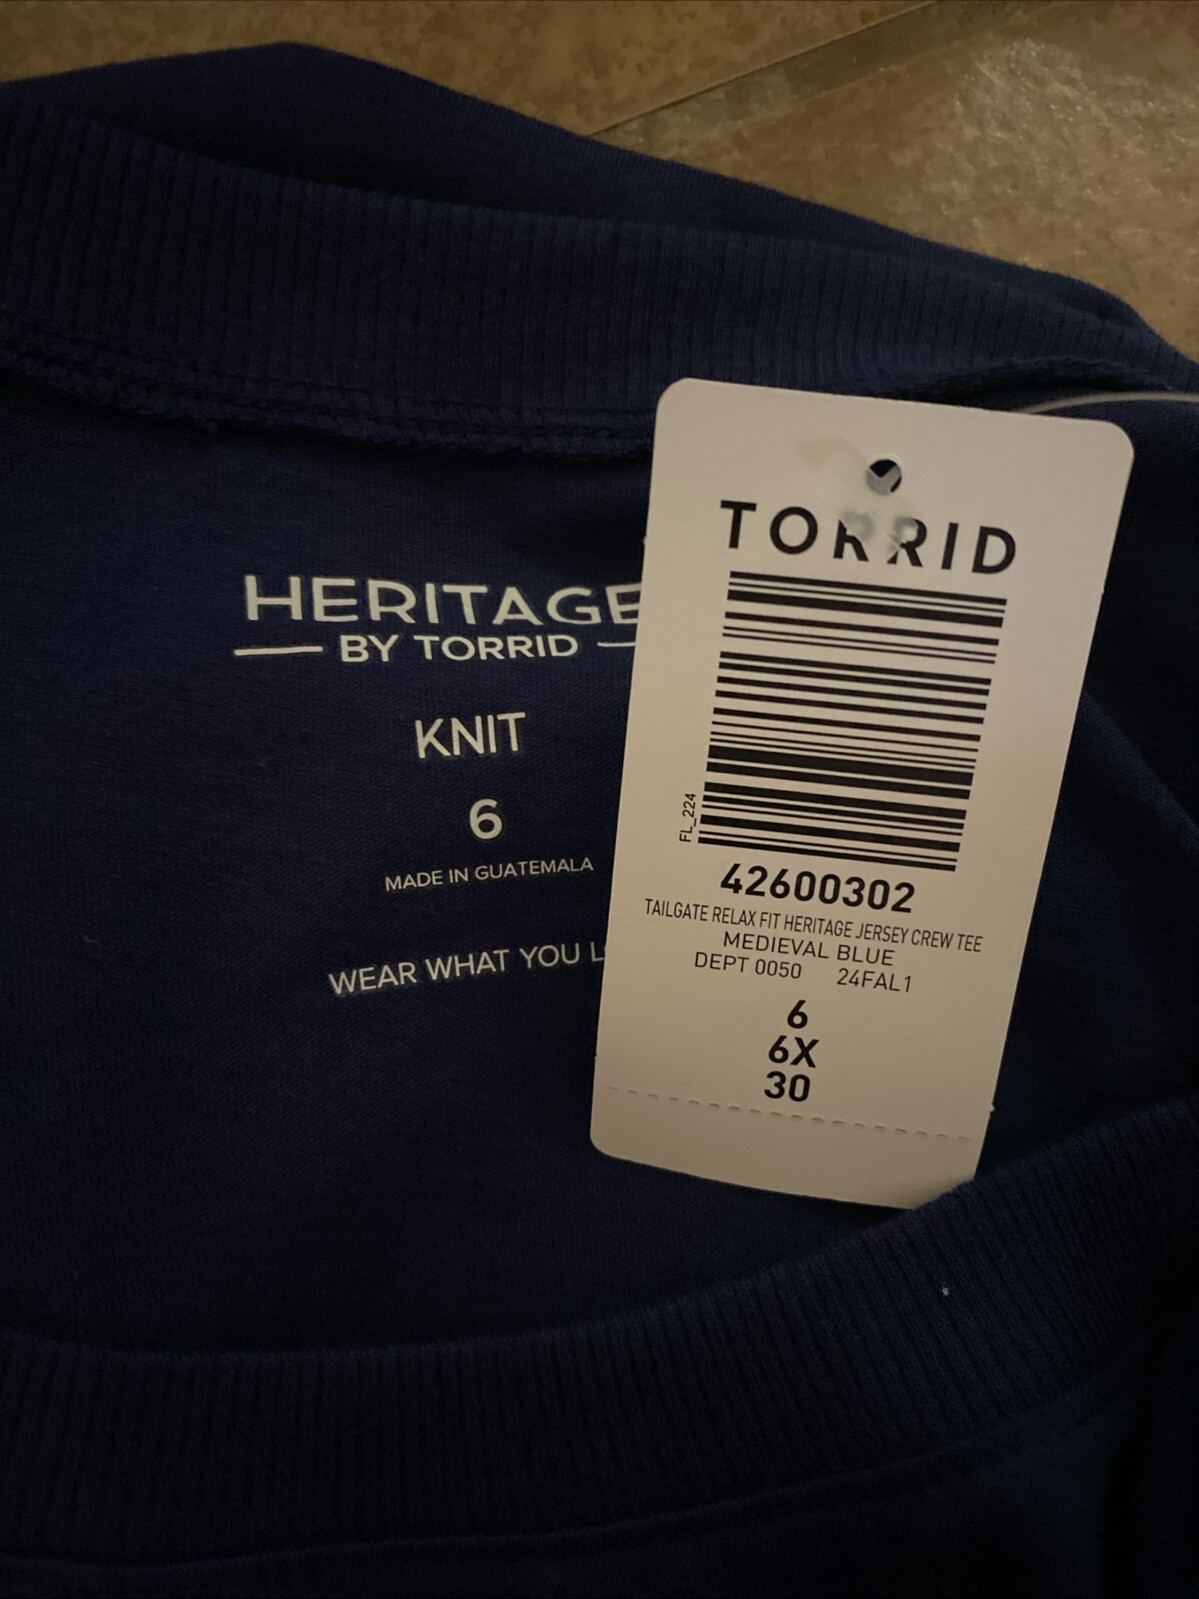 HERITAGE
BY TORRID
KNIT
6
MADE IN GUATEMALA
WEAR WHAT YOU
TORRID
FL_224
42600302
TAILGATE RELAX FIT HERITAGE JERSEY CREW TEE
MEDIEVAL BLUE
DEPT 0050 24FAL1
6
6X
30